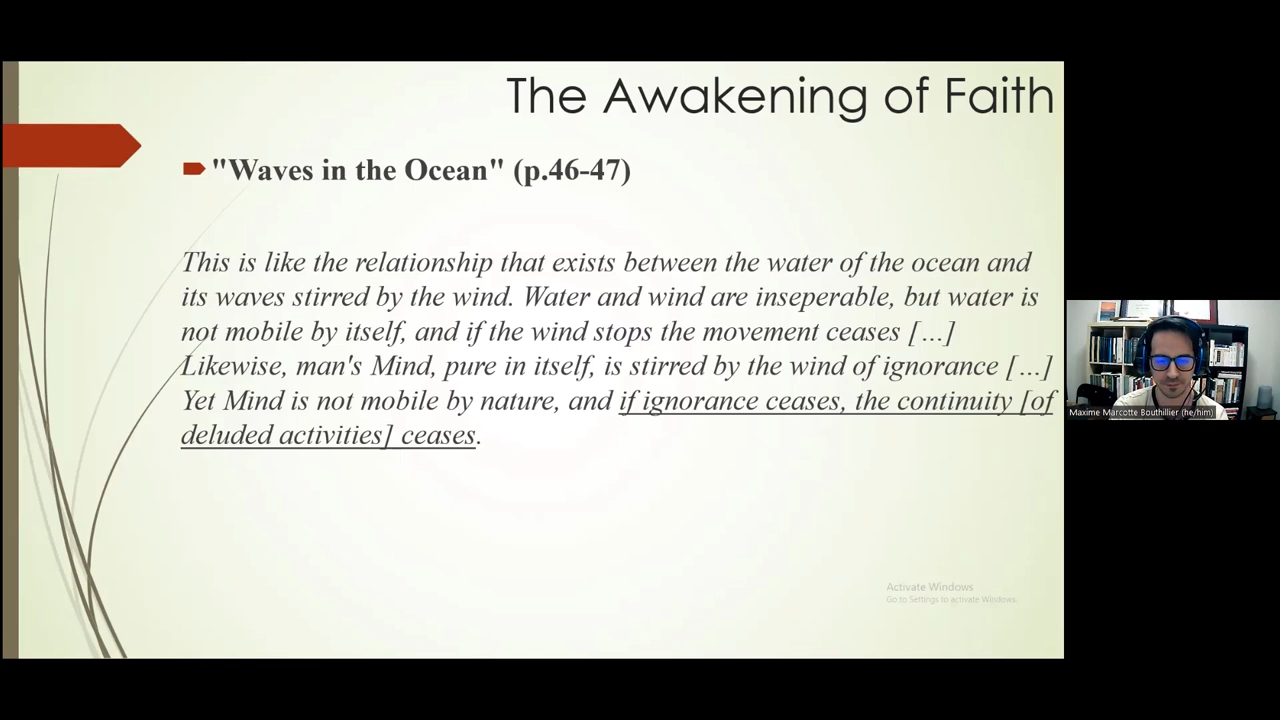 The Awakening of Faith
"Waves in the Ocean" (p.46-47)
This is like the relationship that exists between the water of the ocean and
its waves stirred by the wind. Water and wind are inseperable, but water is
not mobile by itself, and if the wind stops the movement ceases […]
Likewise, man's Mind, pure in itself, is stirred by the wind of ignorance […]
Yet Mind is not mobile by nature, and if ignorance ceases, the continuity [of
deluded activities] ceases.
Maxime Marcotte Bouthillier (he/him)
Activate Windows
Go to Settings to activate Windows.